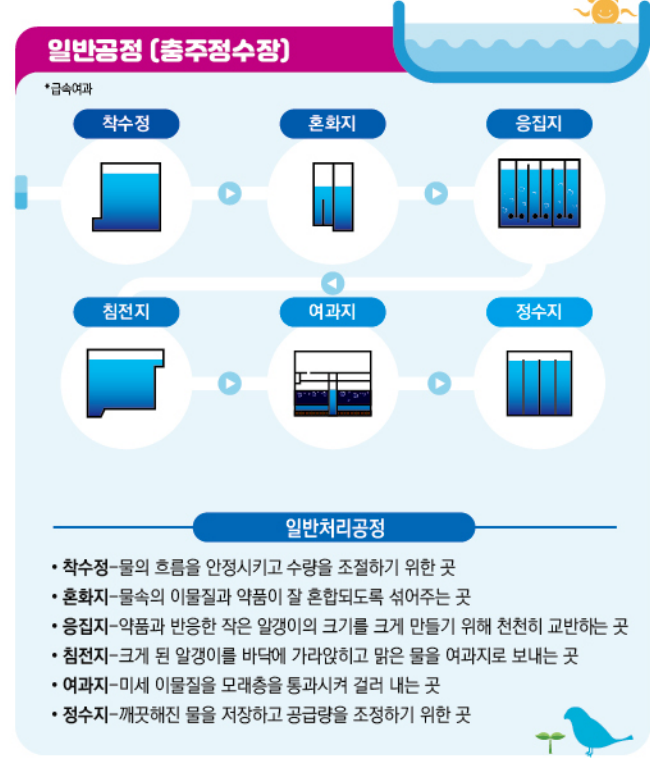 일반공정 (충주정수장)
*급속여과
착수정
혼화지
응집지
침전지
여과지
정수지
일반처리공정
• 착수정-물의 흐름을 안정시키고 수량을 조절하기 위한 곳
• 혼화지-물속의 이물질과 약품이 잘 혼합되도록 섞어주는 곳
• 응집지-약품과 반응한 작은 알갱이의 크기를 크게 만들기 위해 천천히 교반하는 곳
• 침전지-크게 된 알갱이를 바닥에 가라앉히고 맑은 물을 여과지로 보내는 곳
• 여과지-미세 이물질을 모래층을 통과시켜 걸러 내는 곳
• 정수지-깨끗해진 물을 저장하고 공급량을 조정하기 위한 곳